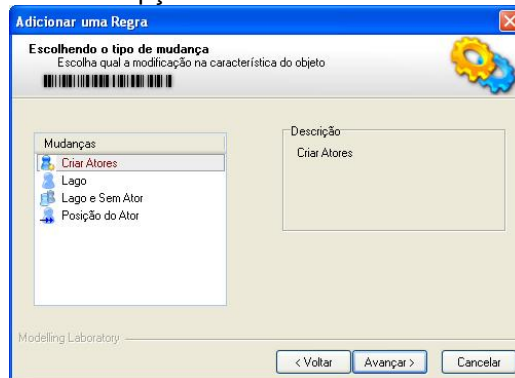 Adicionar uma Regra
Escolhendo o tipo de mudança
Escolha qual a modificação na característica do objeto
Mudanças
Criar Atores
Lago
Lago e Sem Ator
Posição do Ator
Descrição
Criar Atores
Modelling Laboratory
< Voltar
Avançar >
Cancelar